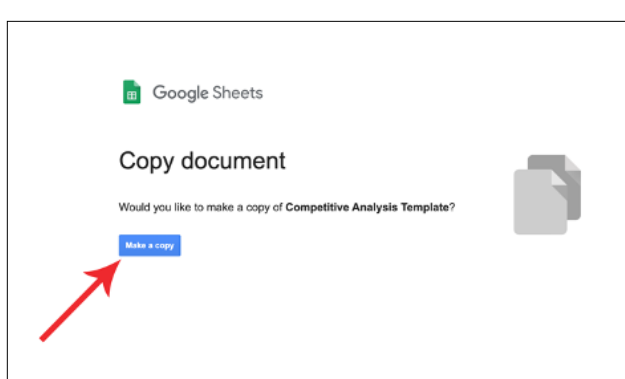 Google Sheets
Copy document
Would you like to make a copy of Competitive Analysis Template?
Make a copy